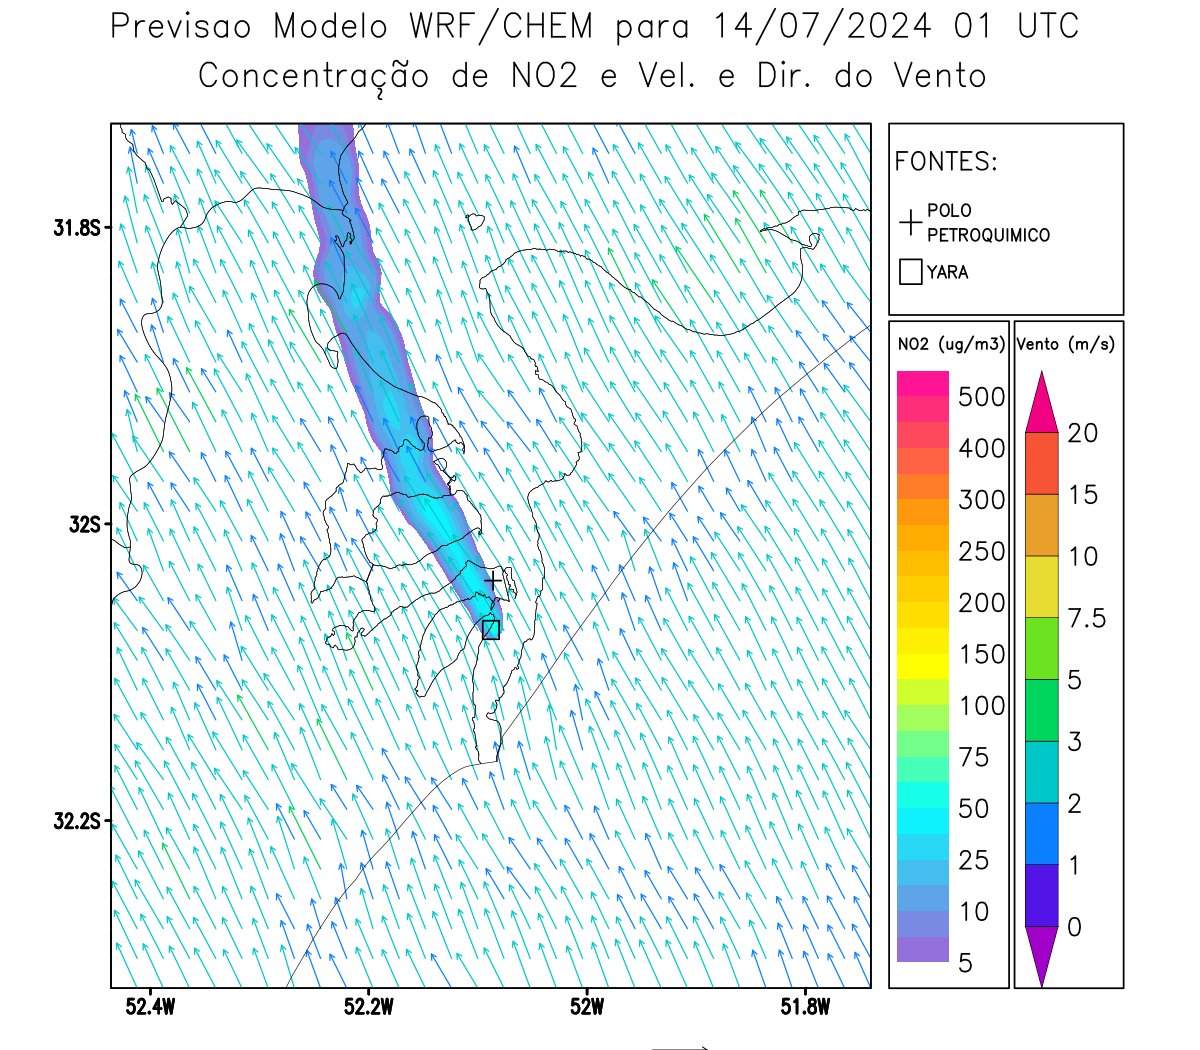 Previsao Modelo WRF/CHEM para 14/07/2024 01 UTC
Concentração de NO2 e Vel. e Dir. do Vento
FONTES:
POLO
PETROQUIMICO
YARA
31.8S
32S
32.2S
52.4W
52.2W
52W
51.8W
NO2 (ug/m3)
500
400
300
250
200
150
100
75
50
25
10
5
Vento (m/s)
20
15
10
7.5
5
3
2
1
0